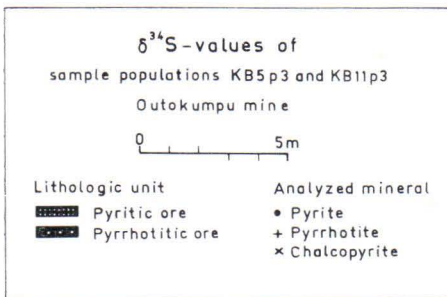 δ³⁴S-values of
sample populations KB5p3 and KB11p3
Outokumpu mine
0 5m
Lithologic unit
Pyritic ore
Pyrrhotitic ore
Analyzed mineral
• Pyrite
+ Pyrrhotite
× Chalcopyrite